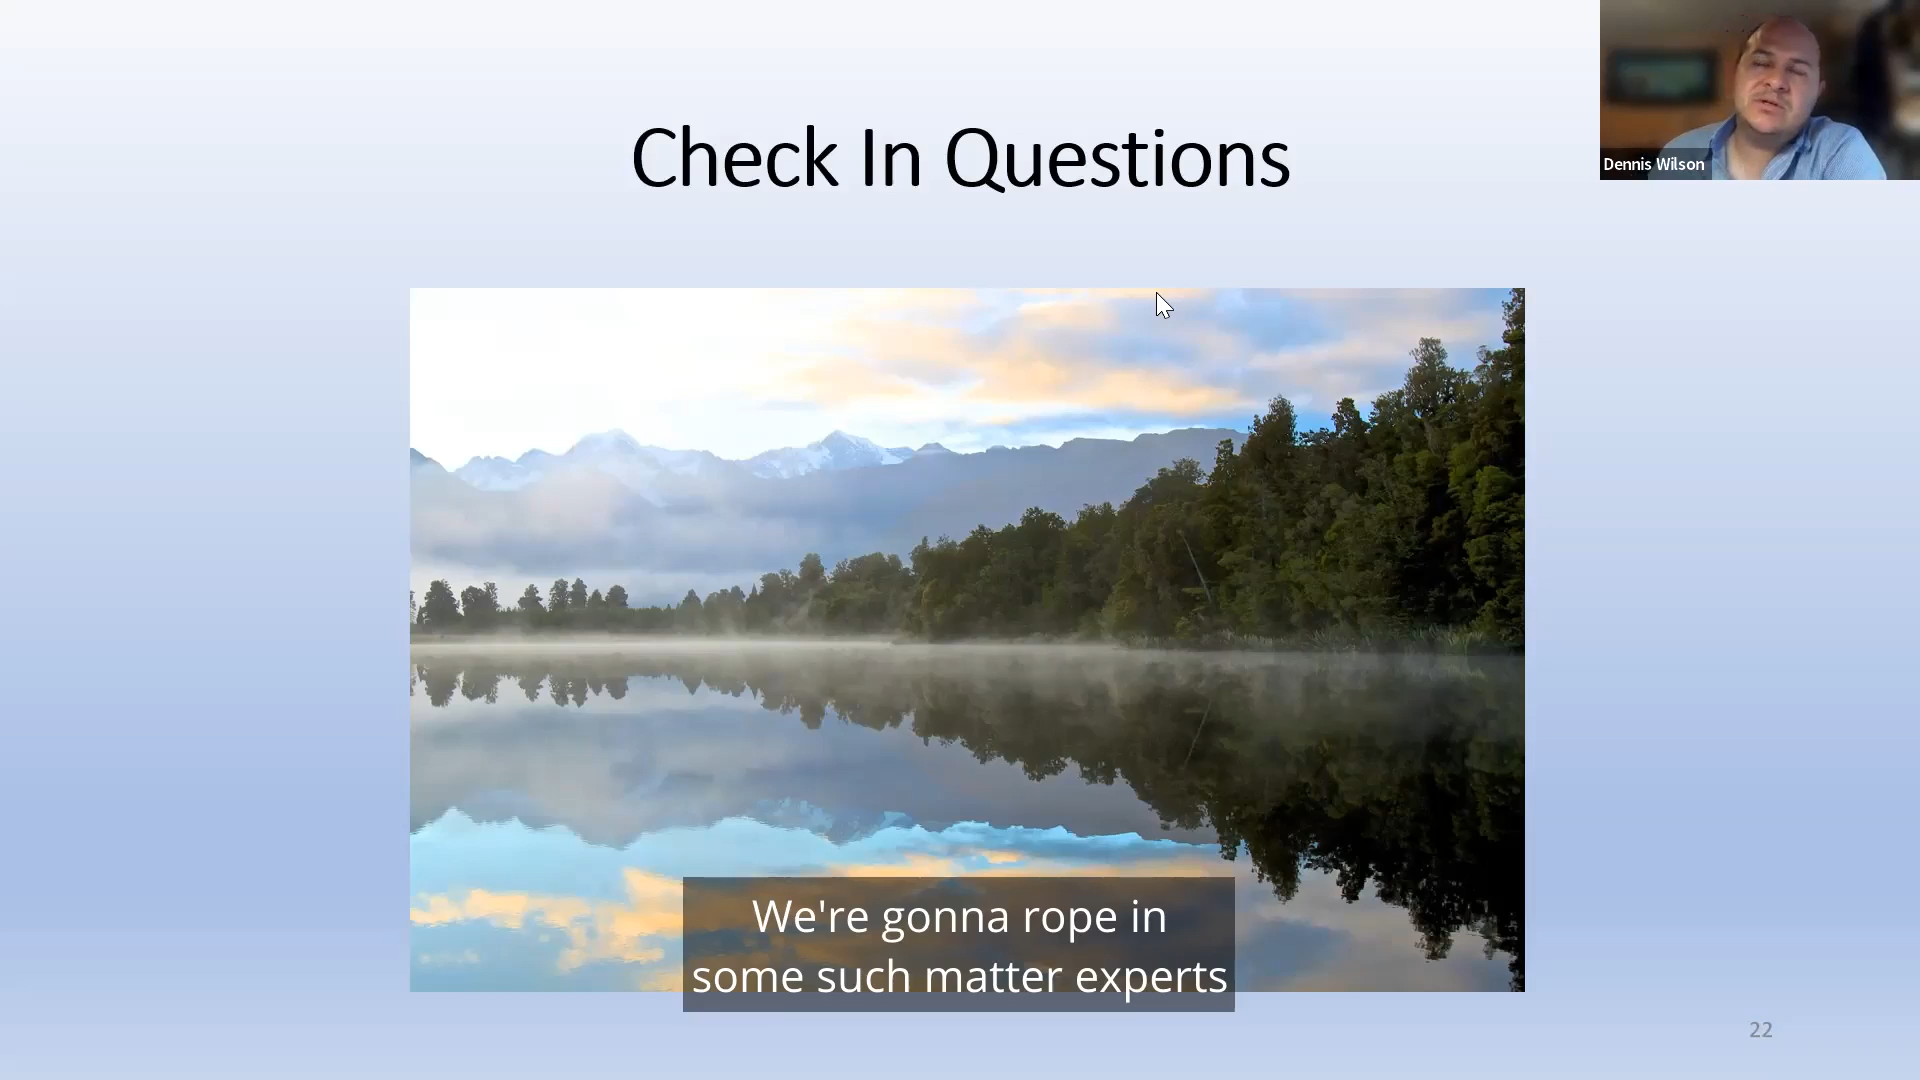 Check In Questions
Dennis Wilson
We're gonna rope in
some such matter experts
22